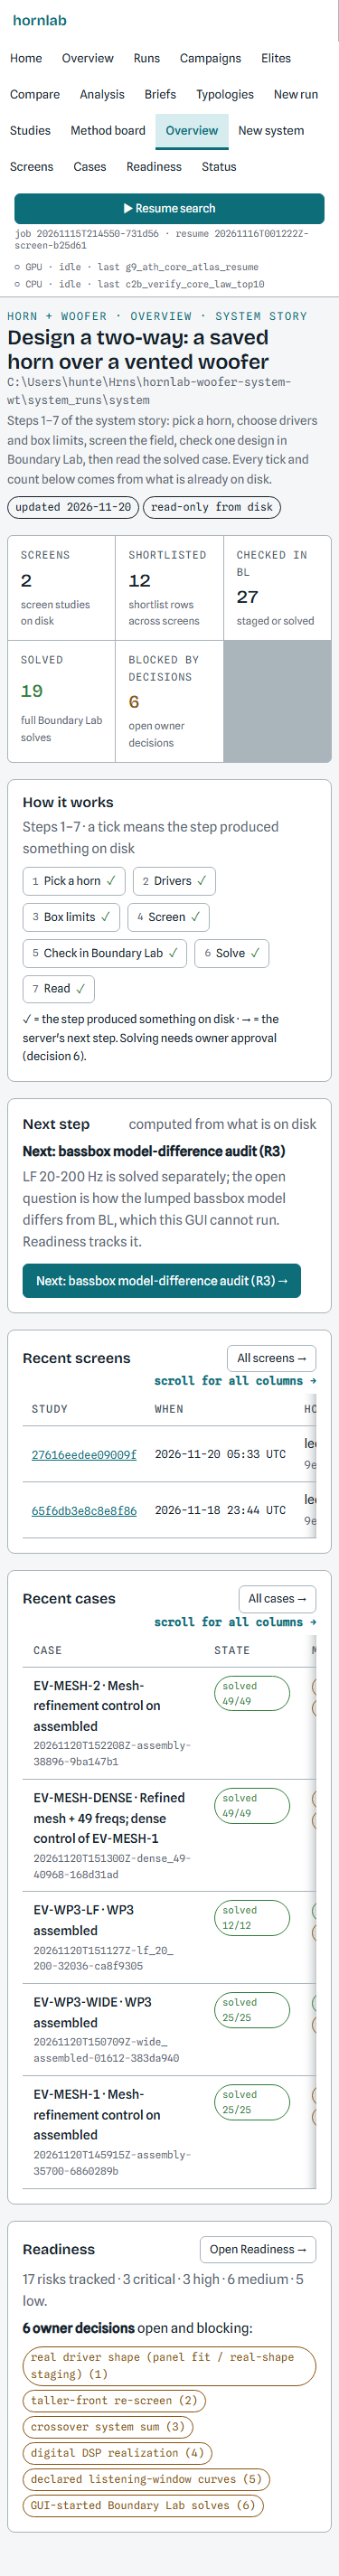 hornlab
Home Overview Runs Campaigns Elites
Compare Analysis Briefs Typologies New run
Studies Method board Overview New system
Screens Cases Readiness Status
▶ Resume search
job 20261115T214550-731d56 · resume 20261116T001222Z-
screen-b25d61
○ GPU · idle · last g9_ath_core_atlas_resume
○ CPU · idle · last c2b_verify_core_law_top10
HORN + WOOFER · OVERVIEW · SYSTEM STORY
Design a two-way: a saved
horn over a vented woofer
C:\Users\hunte\Hrns\hornlab-woofer-system-
wt\system_runs\system
Steps 1–7 of the system story: pick a horn, choose drivers
and box limits, screen the field, check one design in
Boundary Lab, then read the solved case. Every tick and
count below comes from what is already on disk.
updated 2026-11-20 read-only from disk
SCREENS
2
screen studies
on disk
SHORTLISTED
12
shortlist rows
across screens
CHECKED IN
BL
27
staged or solved
SOLVED
19
full Boundary Lab
solves
BLOCKED BY
DECISIONS
6
open owner
decisions
How it works
Steps 1–7 · a tick means the step produced
something on disk
1 Pick a horn ✓ 2 Drivers ✓
3 Box limits ✓ 4 Screen ✓
5 Check in Boundary Lab ✓ 6 Solve ✓
7 Read ✓
✓ = the step produced something on disk · → = the
server's next step. Solving needs owner approval
(decision 6).
Next step computed from what is on disk
Next: bassbox model-difference audit (R3)
LF 20-200 Hz is solved separately; the open
question is how the lumped bassbox model
differs from BL, which this GUI cannot run.
Readiness tracks it.
Next: bassbox model-difference audit (R3) →
Recent screens All screens →
scroll for all columns →
STUDY WHEN
27616eedee09009f 2026-11-20 05:33 UTC
65f6db3e8c8e8f86 2026-11-18 23:44 UTC
Recent cases All cases →
scroll for all columns →
CASE STATE
EV-MESH-2 · Mesh-
refinement control on
assembled
20261120T152208Z-assembly-
38896-9ba147b1
solved
49/49
EV-MESH-DENSE · Refined
mesh + 49 freqs; dense
control of EV-MESH-1
20261120T151300Z-dense_49-
40968-168d31ad
solved
49/49
EV-WP3-LF · WP3
assembled
20261120T151127Z-lf_20_
200-32036-ca8f9305
solved
12/12
EV-WP3-WIDE · WP3
assembled
20261120T150709Z-wide_
assembled-01612-383da940
solved
25/25
EV-MESH-1 · Mesh-
refinement control on
assembled
20261120T145915Z-assembly-
35700-6860289b
solved
25/25
Readiness Open Readiness →
17 risks tracked · 3 critical · 3 high · 6 medium · 5
low.
6 owner decisions open and blocking:
real driver shape (panel fit / real-shape
staging) (1)
taller-front re-screen (2)
crossover system sum (3)
digital DSP realization (4)
declared listening-window curves (5)
GUI-started Boundary Lab solves (6)